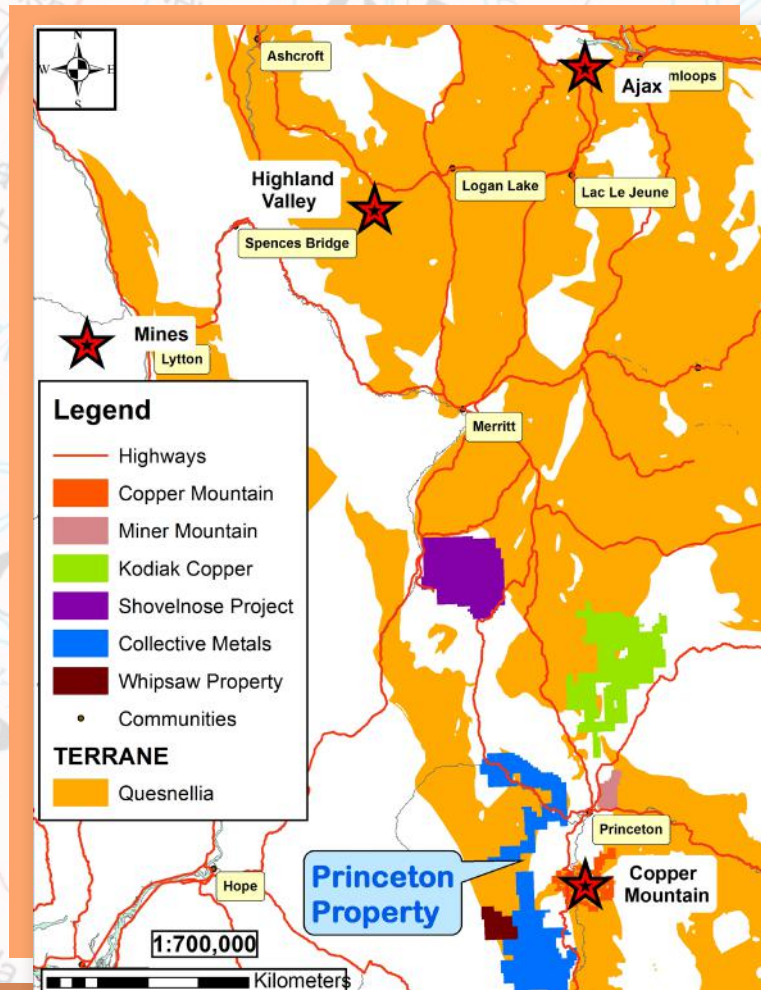 N
W E
S
Ashcroft
Ajax
mloops
Highland
Valley
Logan Lake
Lac Le Jeune
Spences Bridge
Mines
Lytton
Merritt
Legend
Highways
Copper Mountain
Miner Mountain
Kodiak Copper
Shovelnose Project
Collective Metals
Whipsaw Property
Communities
TERRANE
Quesnellia
Princeton
Princeton
Property
Copper
Mountain
Hope
1:700,000
Kilometers